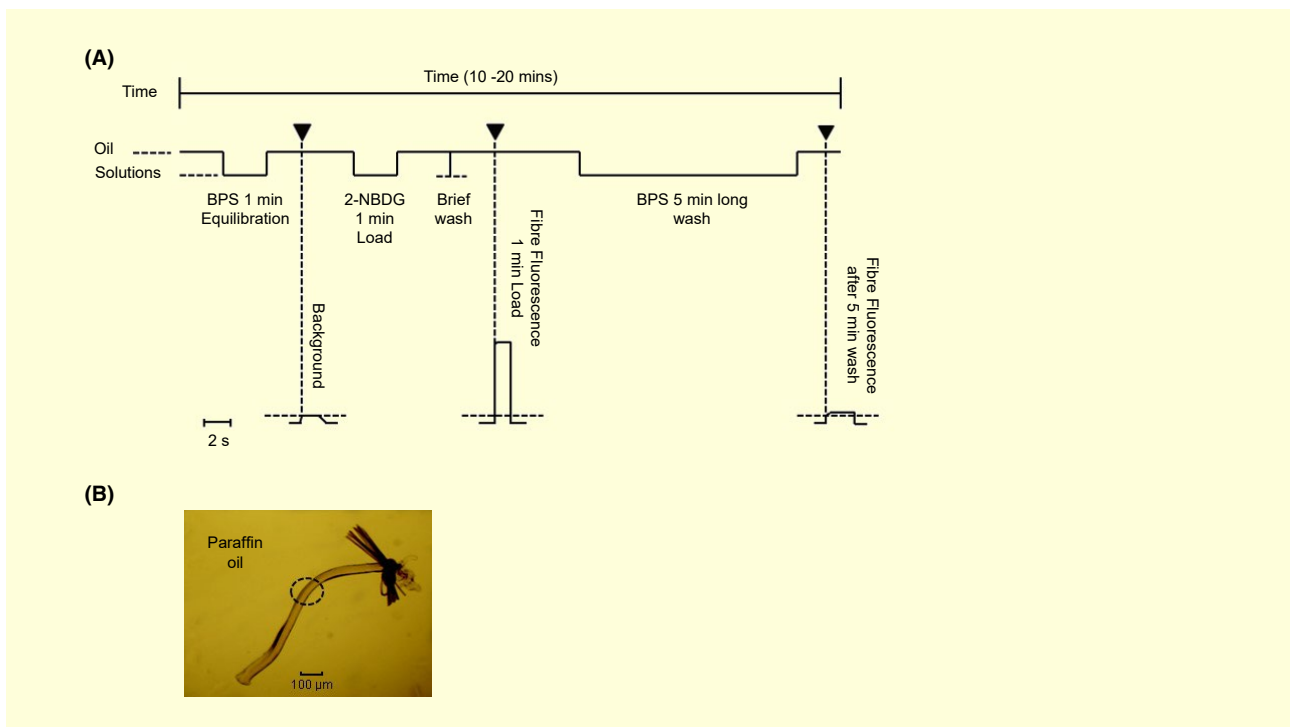 (A)
Time (10 -20 mins)
Time
Oil
Solutions
BPS 1 min
Equilibration
2-NBDG
1 min
Load
Brief
wash
BPS 5 min long
wash
Fibre Fluorescence
1 min Load
Fibre Fluorescence
after 5 min wash
Background
2 s
(B)
Paraffin
oil
100 µm